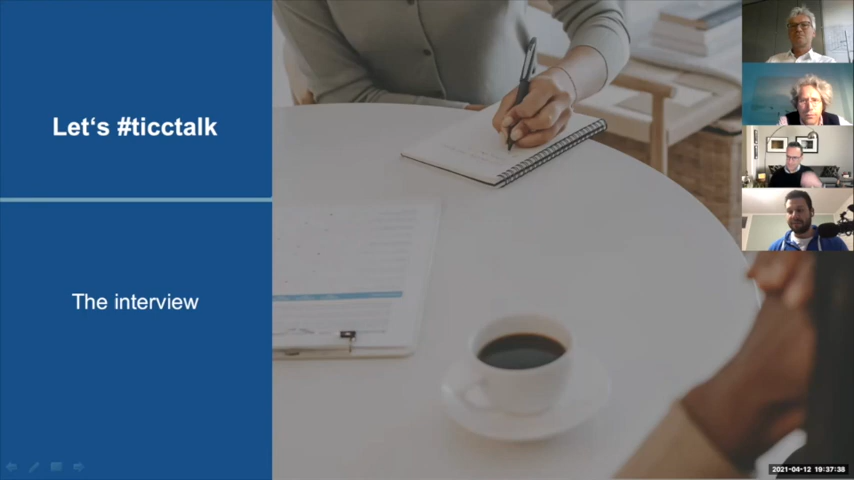 Let‘s #ticctalk
The interview
2021-04-12 19:37:38